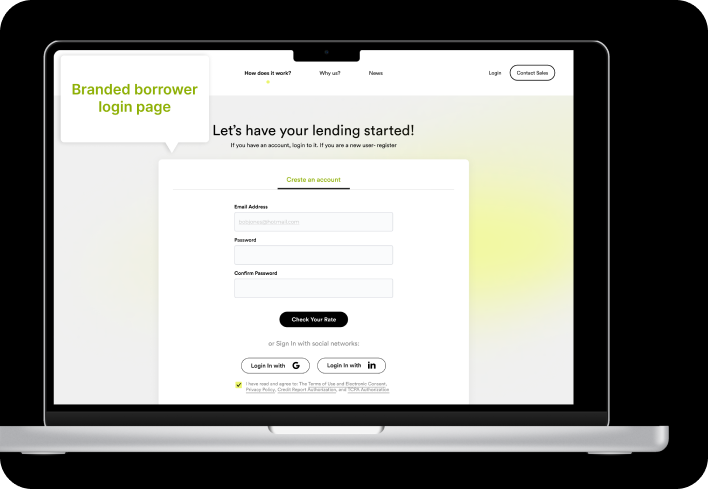 Branded borrower
login page
How does it work?
Why us?
News
Login
Contact Sales
Let's have your lending started!
If you have an account, login to it. If you are a new user- register
Create an account
Email Address
Password
Confirm Password
Check Your Rate
or Sign In with social networks:
Login In with G
Login In with in
I have read and agree to: The Terms of Use and Electronic Consent,
Privacy Policy, Credit Report Authorization, and TCPA Authorization